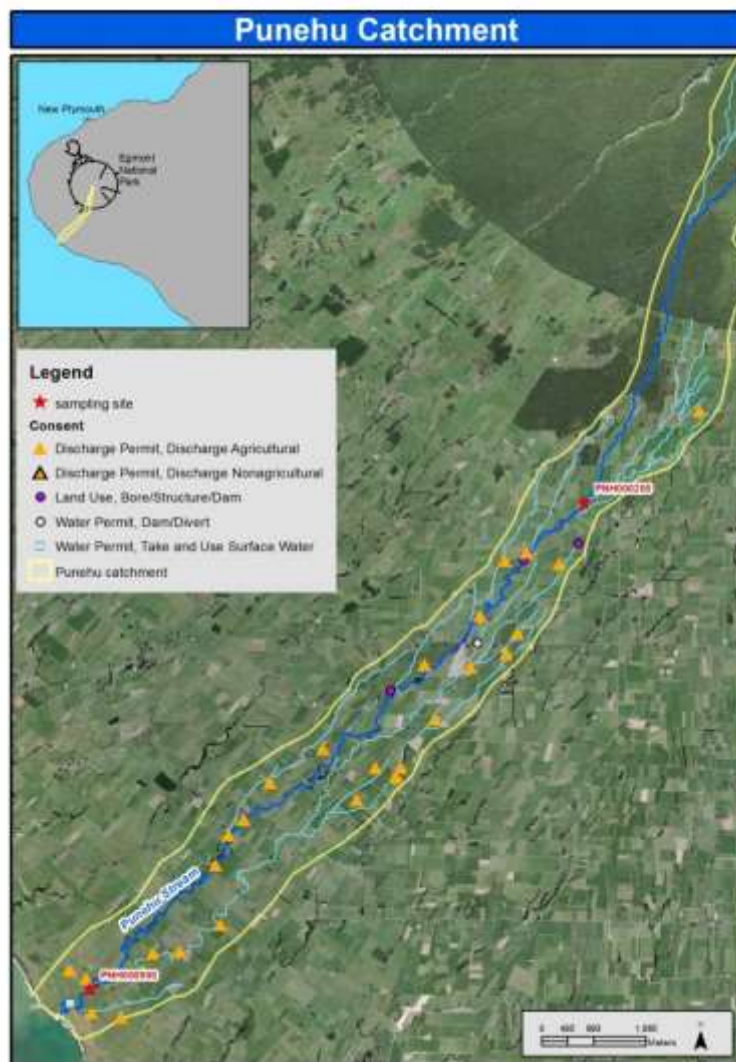 Punehu Catchment
New Plymouth
Egmont
National
Park
Legend
sampling site
Consent
Discharge Permit, Discharge Agricultural
Discharge Permit, Discharge Nonagricultural
Land Use, Bore/Structure/Dam
Water Permit, Dam/Divert
Water Permit, Take and Use Surface Water
Punehu catchment
Punehu Stream
0
Meters